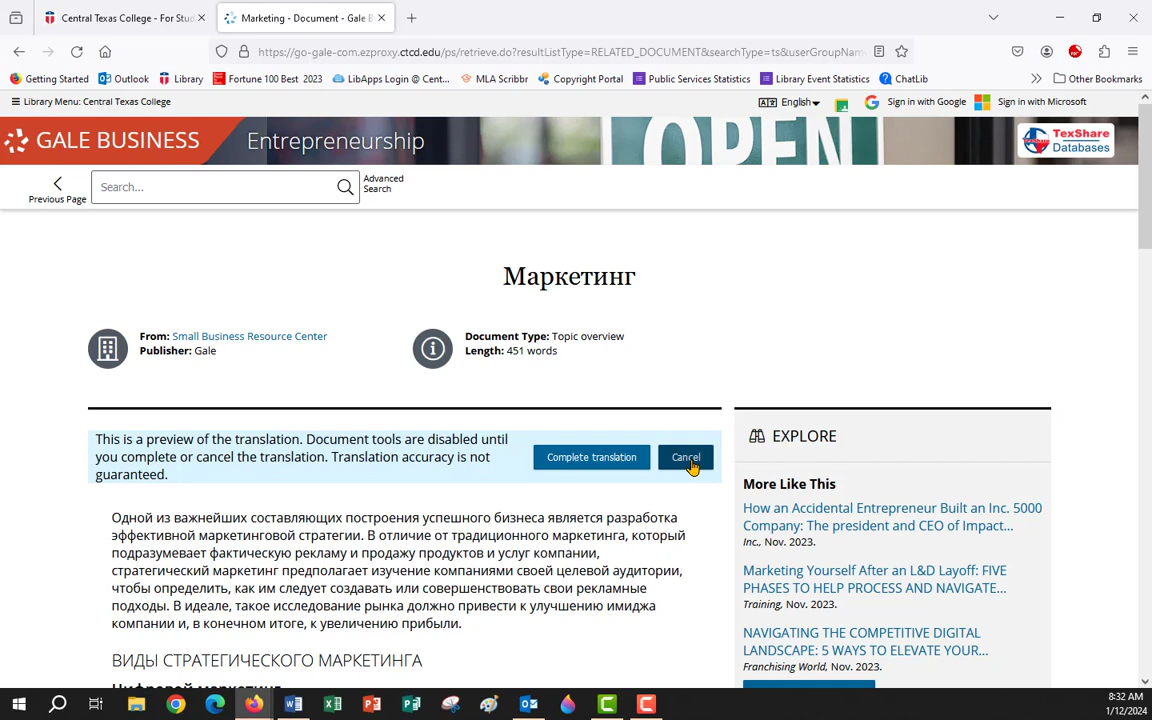 Central Texas College - For Stud
Marketing - Document - Gale B
https://go-gale-com.ezproxy.ctcd.edu/ps/retrieve.do?resultListType=RELATED_DOCUMENT&searchType=ts&userGroupNam
Getting Started
Outlook
Library
Fortune 100 Best 2023
LibApps Login @ Cent...
MLA Scribbr
Copyright Portal
Public Services Statistics
Library Event Statistics
ChatLib
Other Bookmarks
Library Menu: Central Texas College
English
Sign in with Google
Sign in with Microsoft
GALE BUSINESS
Entrepreneurship
OPEN
TexShare
Databases
Previous Page
Search...
Advanced
Search
Маркетинг
From: Small Business Resource Center
Publisher: Gale
Document Type: Topic overview
Length: 451 words
This is a preview of the translation. Document tools are disabled until
you complete or cancel the translation. Translation accuracy is not
guaranteed.
Complete translation
Cancel
Одной из важнейших составляющих построения успешного бизнеса является разработка
эффективной маркетинговой стратегии. В отличие от традиционного маркетинга, который
подразумевает фактическую рекламу и продажу продуктов и услуг компании,
стратегический маркетинг предполагает изучение компаниями своей целевой аудитории,
чтобы определить, как им следует создавать или совершенствовать свои рекламные
подходы. В идеале, такое исследование рынка должно привести к улучшению имиджа
компании и, в конечном итоге, к увеличению прибыли.
ВИДЫ СТРАТЕГИЧЕСКОГО МАРКЕТИНГА
Цифровой маркетинг
EXPLORE
More Like This
How an Accidental Entrepreneur Built an Inc. 5000
Company: The president and CEO of Impact...
Inc., Nov. 2023.
Marketing Yourself After an L&D Layoff: FIVE
PHASES TO HELP PROCESS AND NAVIGATE...
Training, Nov. 2023.
NAVIGATING THE COMPETITIVE DIGITAL
LANDSCAPE: 5 WAYS TO ELEVATE YOUR...
Franchising World, Nov. 2023.
8:32 AM
1/12/2024